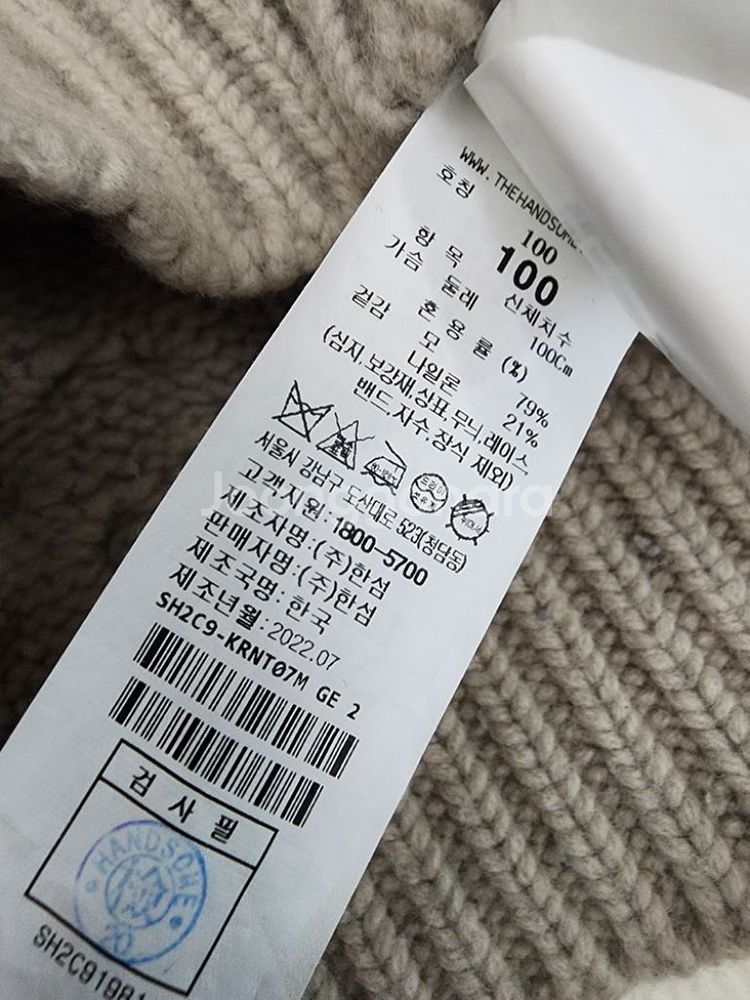 WWW.THEHANDSOME.
호칭 100
100
항목 신체치수
가슴 둘레 100Cm
겉감 혼용률 (%)
모 79%
나일론 21%
(심지,보강재,상표,무늬,레이스
밴드,자수,장식 제외)
드라이
서울시 강남구 도산대로 523(청담동)
고객지원:1800-5700
제조자명:(주)한섬
판매자명:(주)한섬
제조국명:한국
제조년월:2022.07
SH2C9-KRNT07M GE 2
검사필
HANDSOME
20
SH2C9198